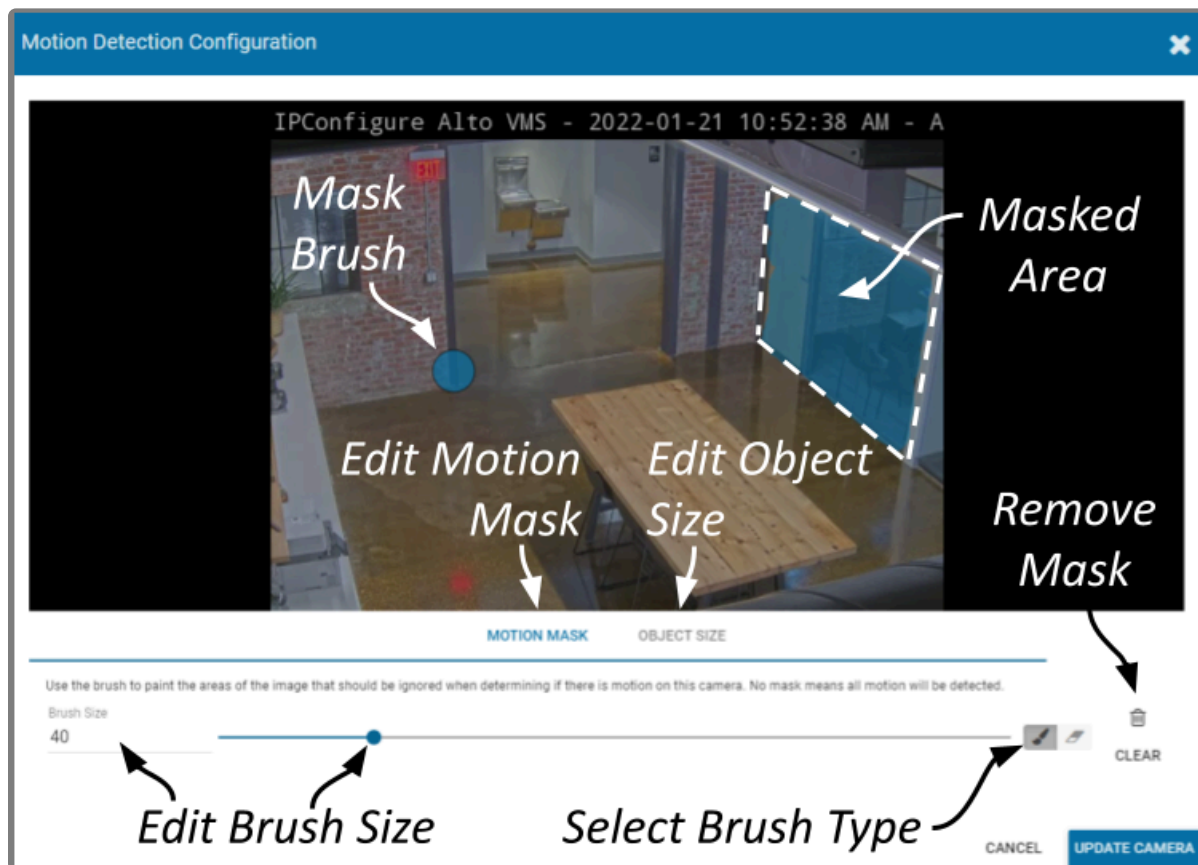 Motion Detection Configuration
IPConfigure Alto VMS - 2022-01-21 10:52:38 AM - A
EXIT
Mask
Brush
Masked
Area
Edit Motion
Mask
Edit Object
Size
Remove
Mask
MOTION MASK
OBJECT SIZE
Use the brush to paint the areas of the image that should be ignored when determining if there is motion on this camera. No mask means all motion will be detected.
Brush Size
40
CLEAR
Edit Brush Size
Select Brush Type
CANCEL
UPDATE CAMERA